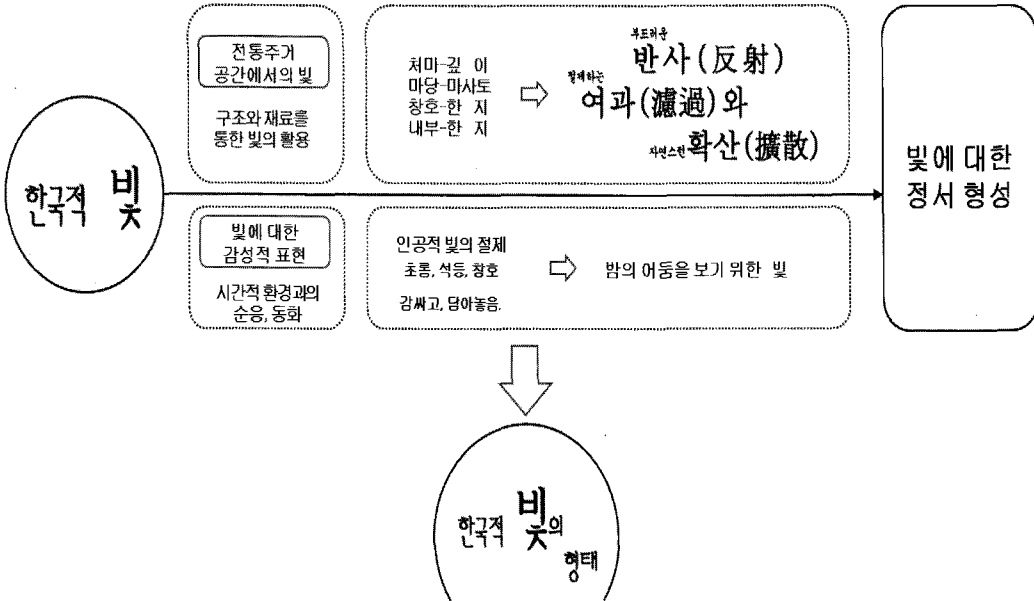 한국적 빛
전통주거
공간에서의 빛
구조와 재료를
통한 빛의 활용
처마-깊 이
마당-마사토
창호-한 지
내부-한 지
부드러운
반사(反射)
절제하는
여과(濾過)와
자연스런 확산(擴散)
빛에 대한
감성적 표현
시간적 환경과의
순응, 동화
인공적 빛의 절제
초롱, 석등, 창호
감싸고, 담아놓음.
밤의 어둠을 보기 위한 빛
빛에 대한
정서 형성
한국적 빛의
형태